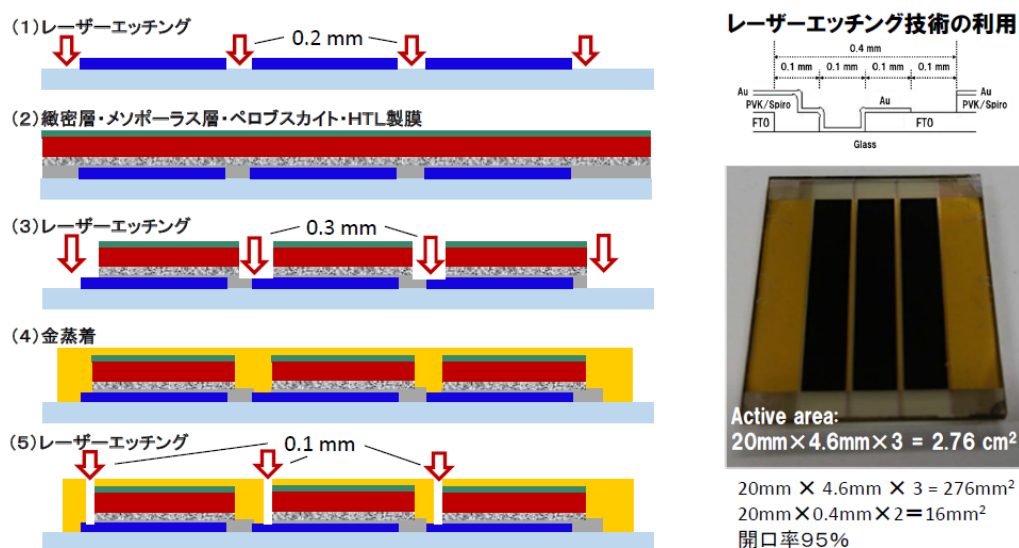 (1)レーザーエッチング
0.2 mm
(2)緻密層・メソポーラス層・ペロブスカイト・HTL製膜
(3)レーザーエッチング
0.3 mm
(4)金蒸着
(5)レーザーエッチング
0.1 mm
レーザーエッチング技術の利用
0.4 mm
0.1 mm
0.1 mm
0.1 mm
0.1 mm
Au
PVK/Spiro
FTO
Au
FTO
Au
PVK/Spiro
Glass
Active area:
20mm×4.6mm×3 = 2.76 cm²
20mm × 4.6mm × 3 = 276mm²
20mm×0.4mm×2=16mm²
開口率95%